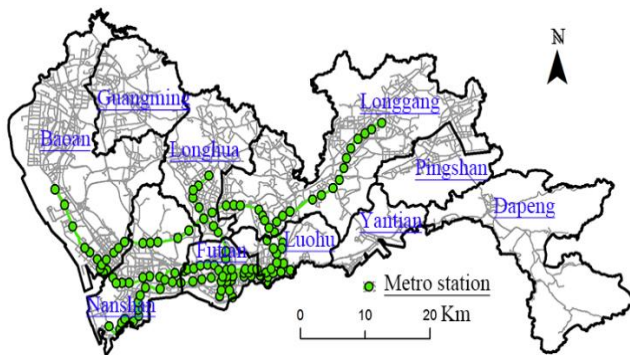 N
Guangming
Longgang
Baoan
Longhua
Pingshan
Dapeng
Yantian
Futian
Luohu
Metro station
Nanshan
Km
0 10 20